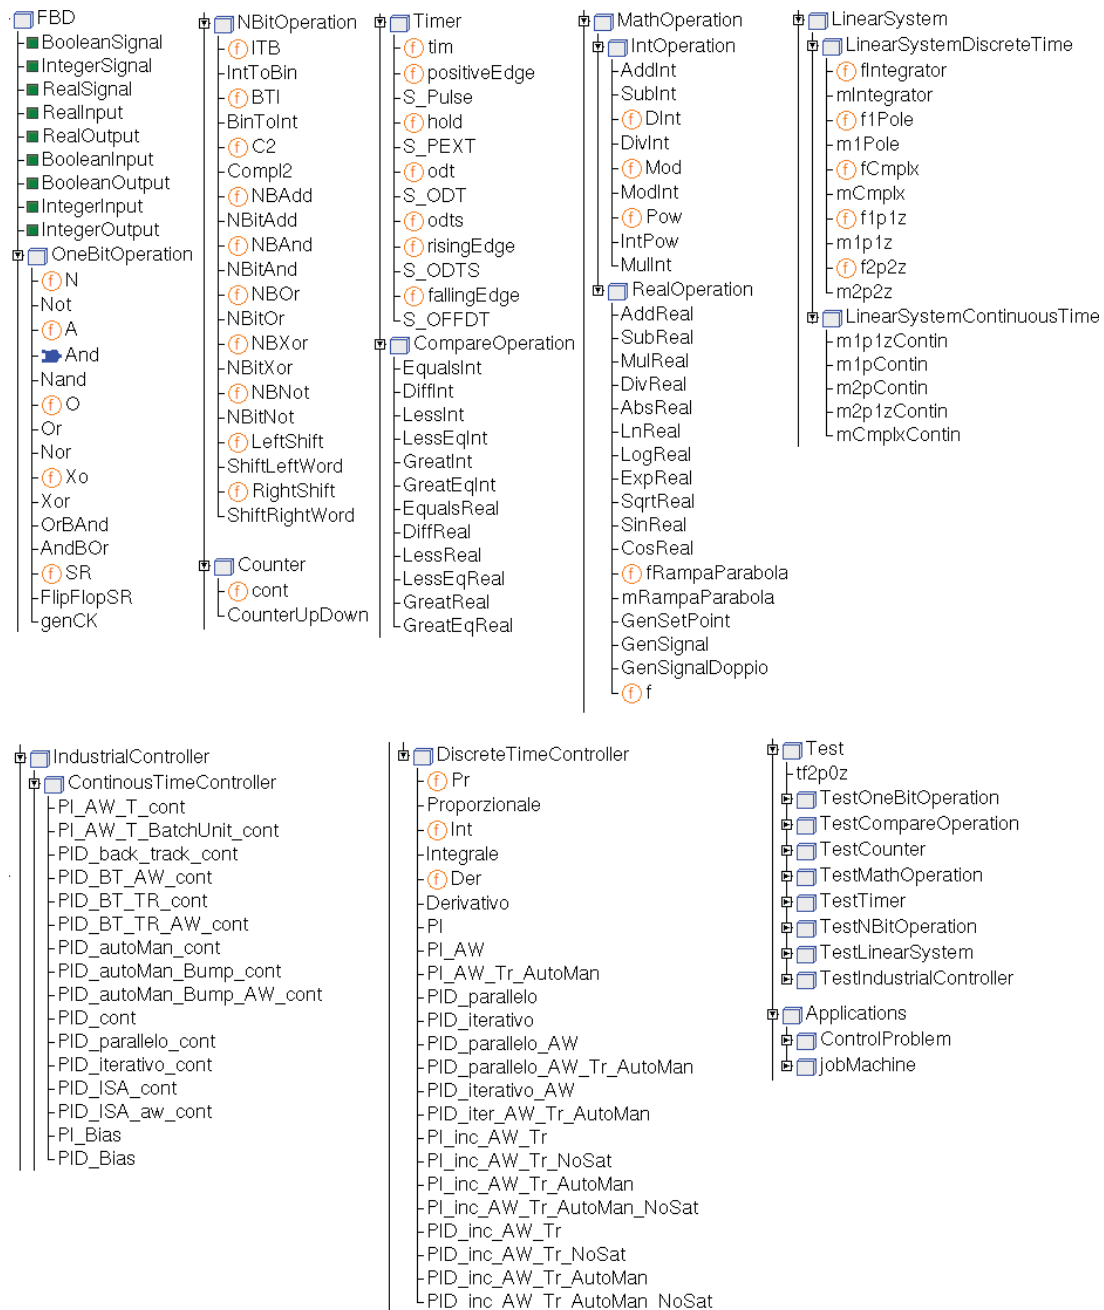 FBD
BooleanSignal
IntegerSignal
RealSignal
RealInput
RealOutput
BooleanInput
BooleanOutput
IntegerInput
IntegerOutput
OneBitOperation
f N
Not
f A
And
Nand
f O
Or
Nor
f Xo
Xor
OrBAnd
AndBOr
f SR
FlipFlopSR
genCK
NBitOperation
f ITB
IntToBin
f BTI
BinToInt
f C2
Compl2
f NBAdd
NBitAdd
f NBAnd
NBitAnd
f NBOr
NBitOr
f NBXor
NBitXor
f NBNot
NBitNot
f LeftShift
ShiftLeftWord
f RightShift
ShiftRightWord
Counter
f cont
CounterUpDown
Timer
f tim
f positiveEdge
S_Pulse
f hold
S_PEXT
f odt
S_ODT
f odts
f risingEdge
S_ODTS
f fallingEdge
S_OFFDT
CompareOperation
EqualsInt
DiffInt
LessInt
LessEqInt
GreatInt
GreatEqInt
EqualsReal
DiffReal
LessReal
LessEqReal
GreatReal
GreatEqReal
MathOperation
IntOperation
AddInt
SubInt
f DInt
DivInt
f Mod
ModInt
f Pow
IntPow
MulInt
RealOperation
AddReal
SubReal
MulReal
DivReal
AbsReal
LnReal
LogReal
ExpReal
SqrtReal
SinReal
CosReal
f fRampaParabola
mRampaParabola
GenSetPoint
GenSignal
GenSignalDoppio
f f
LinearSystem
LinearSystemDiscreteTime
f fIntegrator
mIntegrator
f f1Pole
m1Pole
f fCmplx
mCmplx
f f1p1z
m1p1z
f f2p2z
m2p2z
LinearSystemContinuousTime
m1p1zContin
m1pContin
m2pContin
m2p1zContin
mCmplxContin
IndustrialController
ContinousTimeController
PI_AW_T_cont
PI_AW_T_BatchUnit_cont
PID_back_track_cont
PID_BT_AW_cont
PID_BT_TR_cont
PID_BT_TR_AW_cont
PID_autoMan_cont
PID_autoMan_Bump_cont
PID_autoMan_Bump_AW_cont
PID_cont
PID_parallelo_cont
PID_iterativo_cont
PID_ISA_cont
PID_ISA_aw_cont
PI_Bias
PID_Bias
DiscreteTimeController
f Pr
Proporzionale
f Int
Integrale
f Der
Derivativo
PI
PI_AW
PI_AW_Tr_AutoMan
PID_parallelo
PID_iterativo
PID_parallelo_AW
PID_parallelo_AW_Tr_AutoMan
PID_iterativo_AW
PID_iter_AW_Tr_AutoMan
PI_inc_AW_Tr
PI_inc_AW_Tr_NoSat
PI_inc_AW_Tr_AutoMan
PI_inc_AW_Tr_AutoMan_NoSat
PID_inc_AW_Tr
PID_inc_AW_Tr_NoSat
PID_inc_AW_Tr_AutoMan
PID_inc_AW_Tr_AutoMan_NoSat
Test
tf2p0z
TestOneBitOperation
TestCompareOperation
TestCounter
TestMathOperation
TestTimer
TestNBitOperation
TestLinearSystem
TestIndustrialController
Applications
ControlProblem
jobMachine